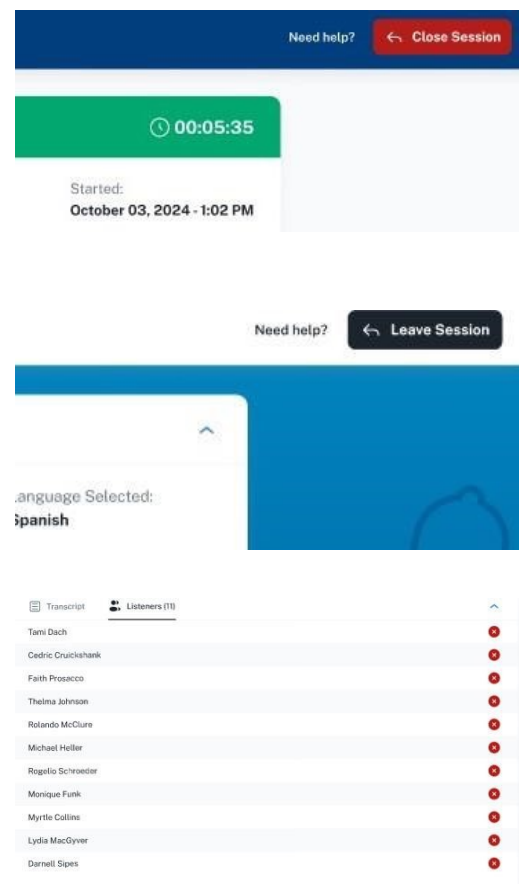 Need help?
Close Session
00:05:35
Started:
October 03, 2024 - 1:02 PM
Need help?
Leave Session
anguage Selected:
Spanish
Transcript
Listeners (11)
Tami Dach
Cedric Cruickshank
Faith Prosacco
Thelma Johnson
Rolando McClure
Michael Heller
Rogelio Schroeder
Monique Funk
Myrtle Collins
Lydia MacGyver
Darnell Sipes